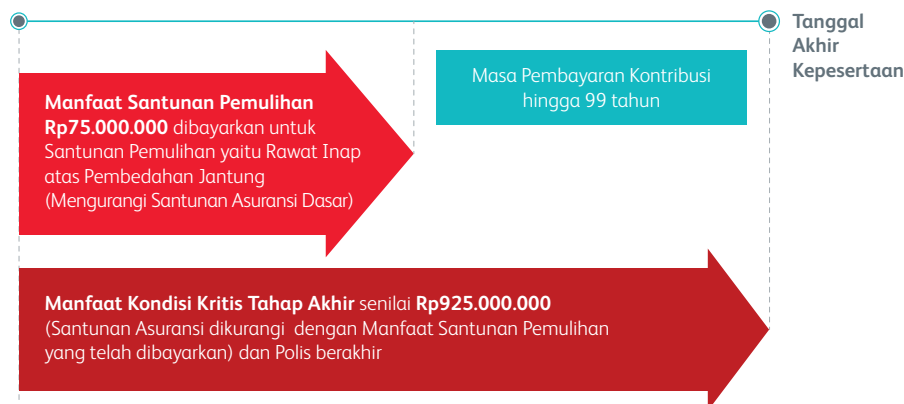 Tanggal
Akhir
Kepesertaan
Manfaat Santunan Pemulihan
Rp75.000.000 dibayarkan untuk
Santunan Pemulihan yaitu Rawat Inap
atas Pembedahan Jantung
(Mengurangi Santunan Asuransi Dasar)
Masa Pembayaran Kontribusi
hingga 99 tahun
Manfaat Kondisi Kritis Tahap Akhir senilai Rp925.000.000
(Santunan Asuransi dikurangi dengan Manfaat Santunan Pemulihan
yang telah dibayarkan) dan Polis berakhir